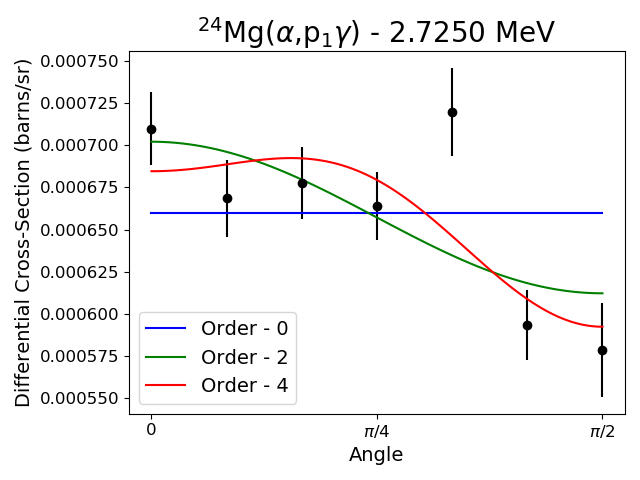 ²⁴Mg(α,p₁γ) - 2.7250 MeV
Differential Cross-Section (barns/sr)
0.000750
0.000725
0.000700
0.000675
0.000650
0.000625
0.000600
0.000575
0.000550
Order - 0
Order - 2
Order - 4
0
π/4
π/2
Angle